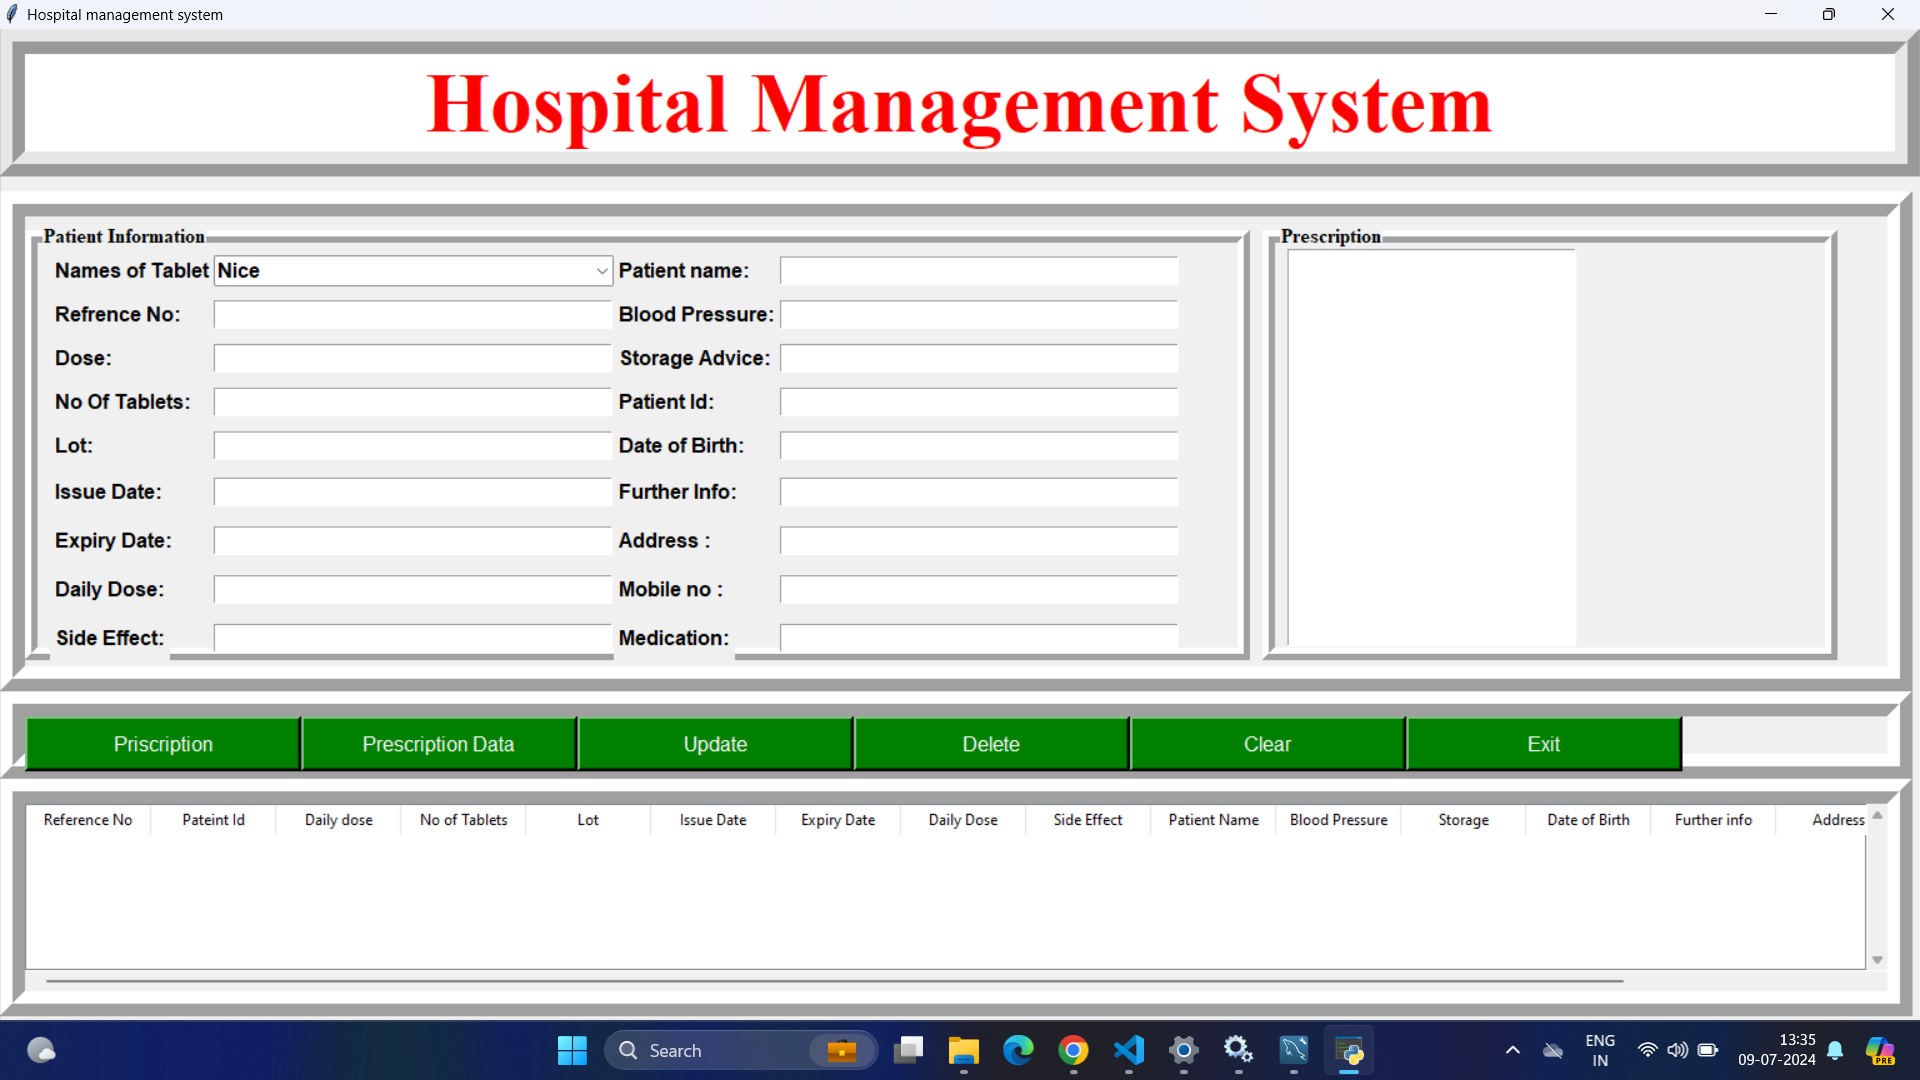 Hospital management system
Hospital Management System
Patient Information
Names of Tablet Nice Patient name:
Refrence No: Blood Pressure:
Dose: Storage Advice:
No Of Tablets: Patient Id:
Lot: Date of Birth:
Issue Date: Further Info:
Expiry Date: Address :
Daily Dose: Mobile no :
Side Effect: Medication:
Prescription
Priscription Prescription Data Update Delete Clear Exit
Reference No Pateint Id Daily dose No of Tablets Lot Issue Date Expiry Date Daily Dose Side Effect Patient Name Blood Pressure Storage Date of Birth Further info Address
Search
ENG
IN
13:35
09-07-2024
PRE